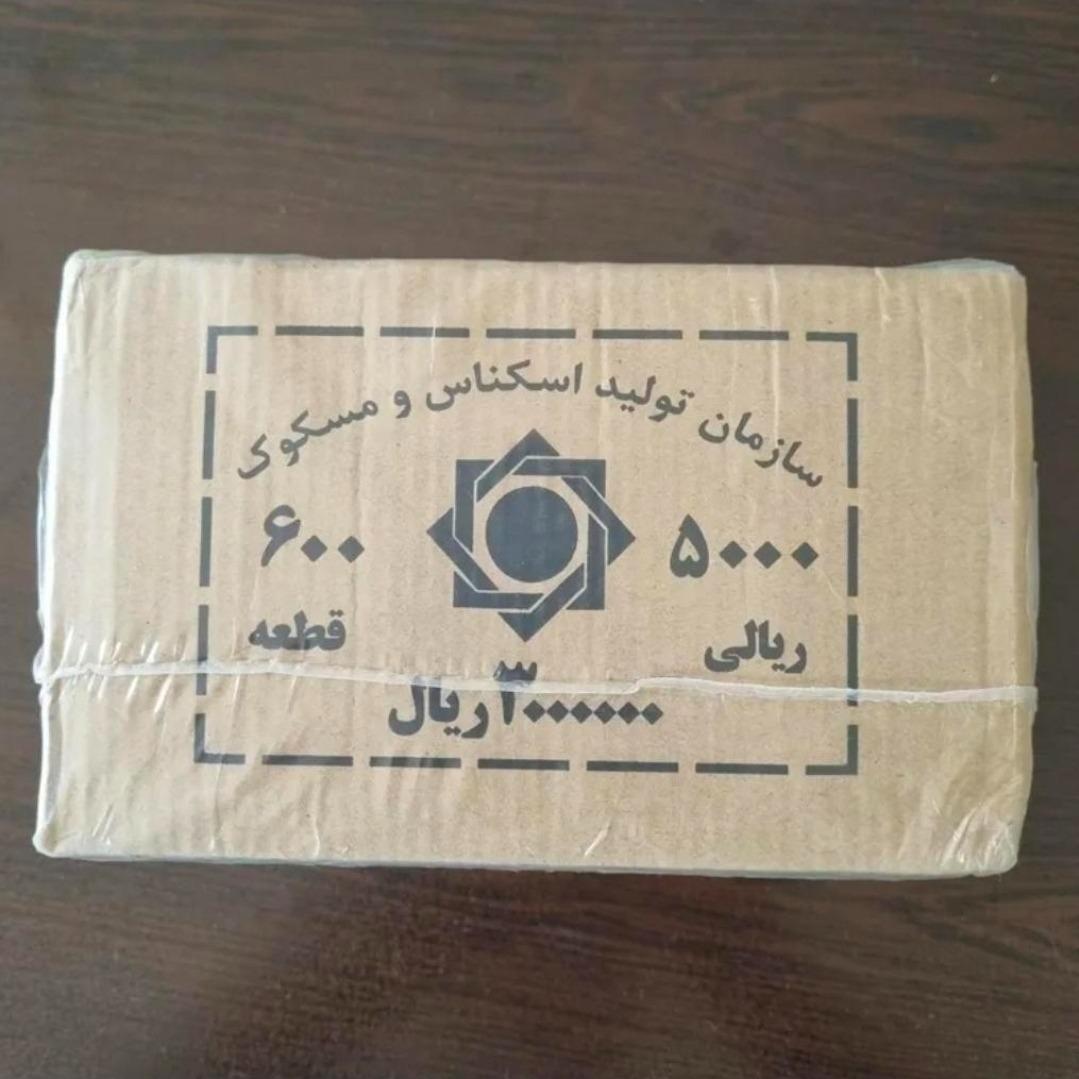 سازمان تولید اسکناس و مسکوک
۵۰۰۰ ۶۰۰
ریالی قطعه
۳۰۰۰۰۰۰ ریال